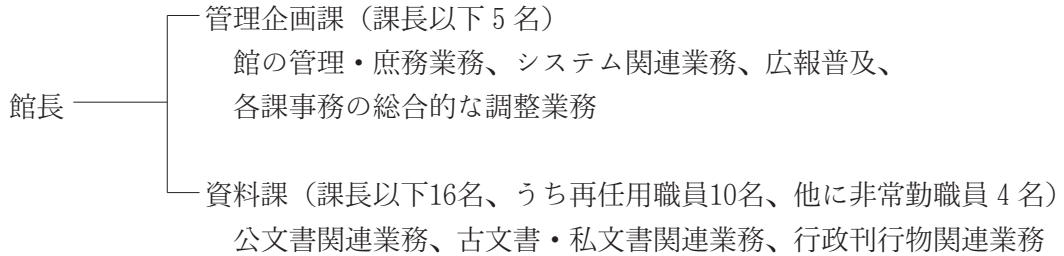 管理企画課（課長以下５名）
館の管理・庶務業務、システム関連業務、広報普及、
館長
各課事務の総合的な調整業務
資料課（課長以下16名、うち再任用職員10名、他に非常勤職員４名）
公文書関連業務、古文書・私文書関連業務、行政刊行物関連業務